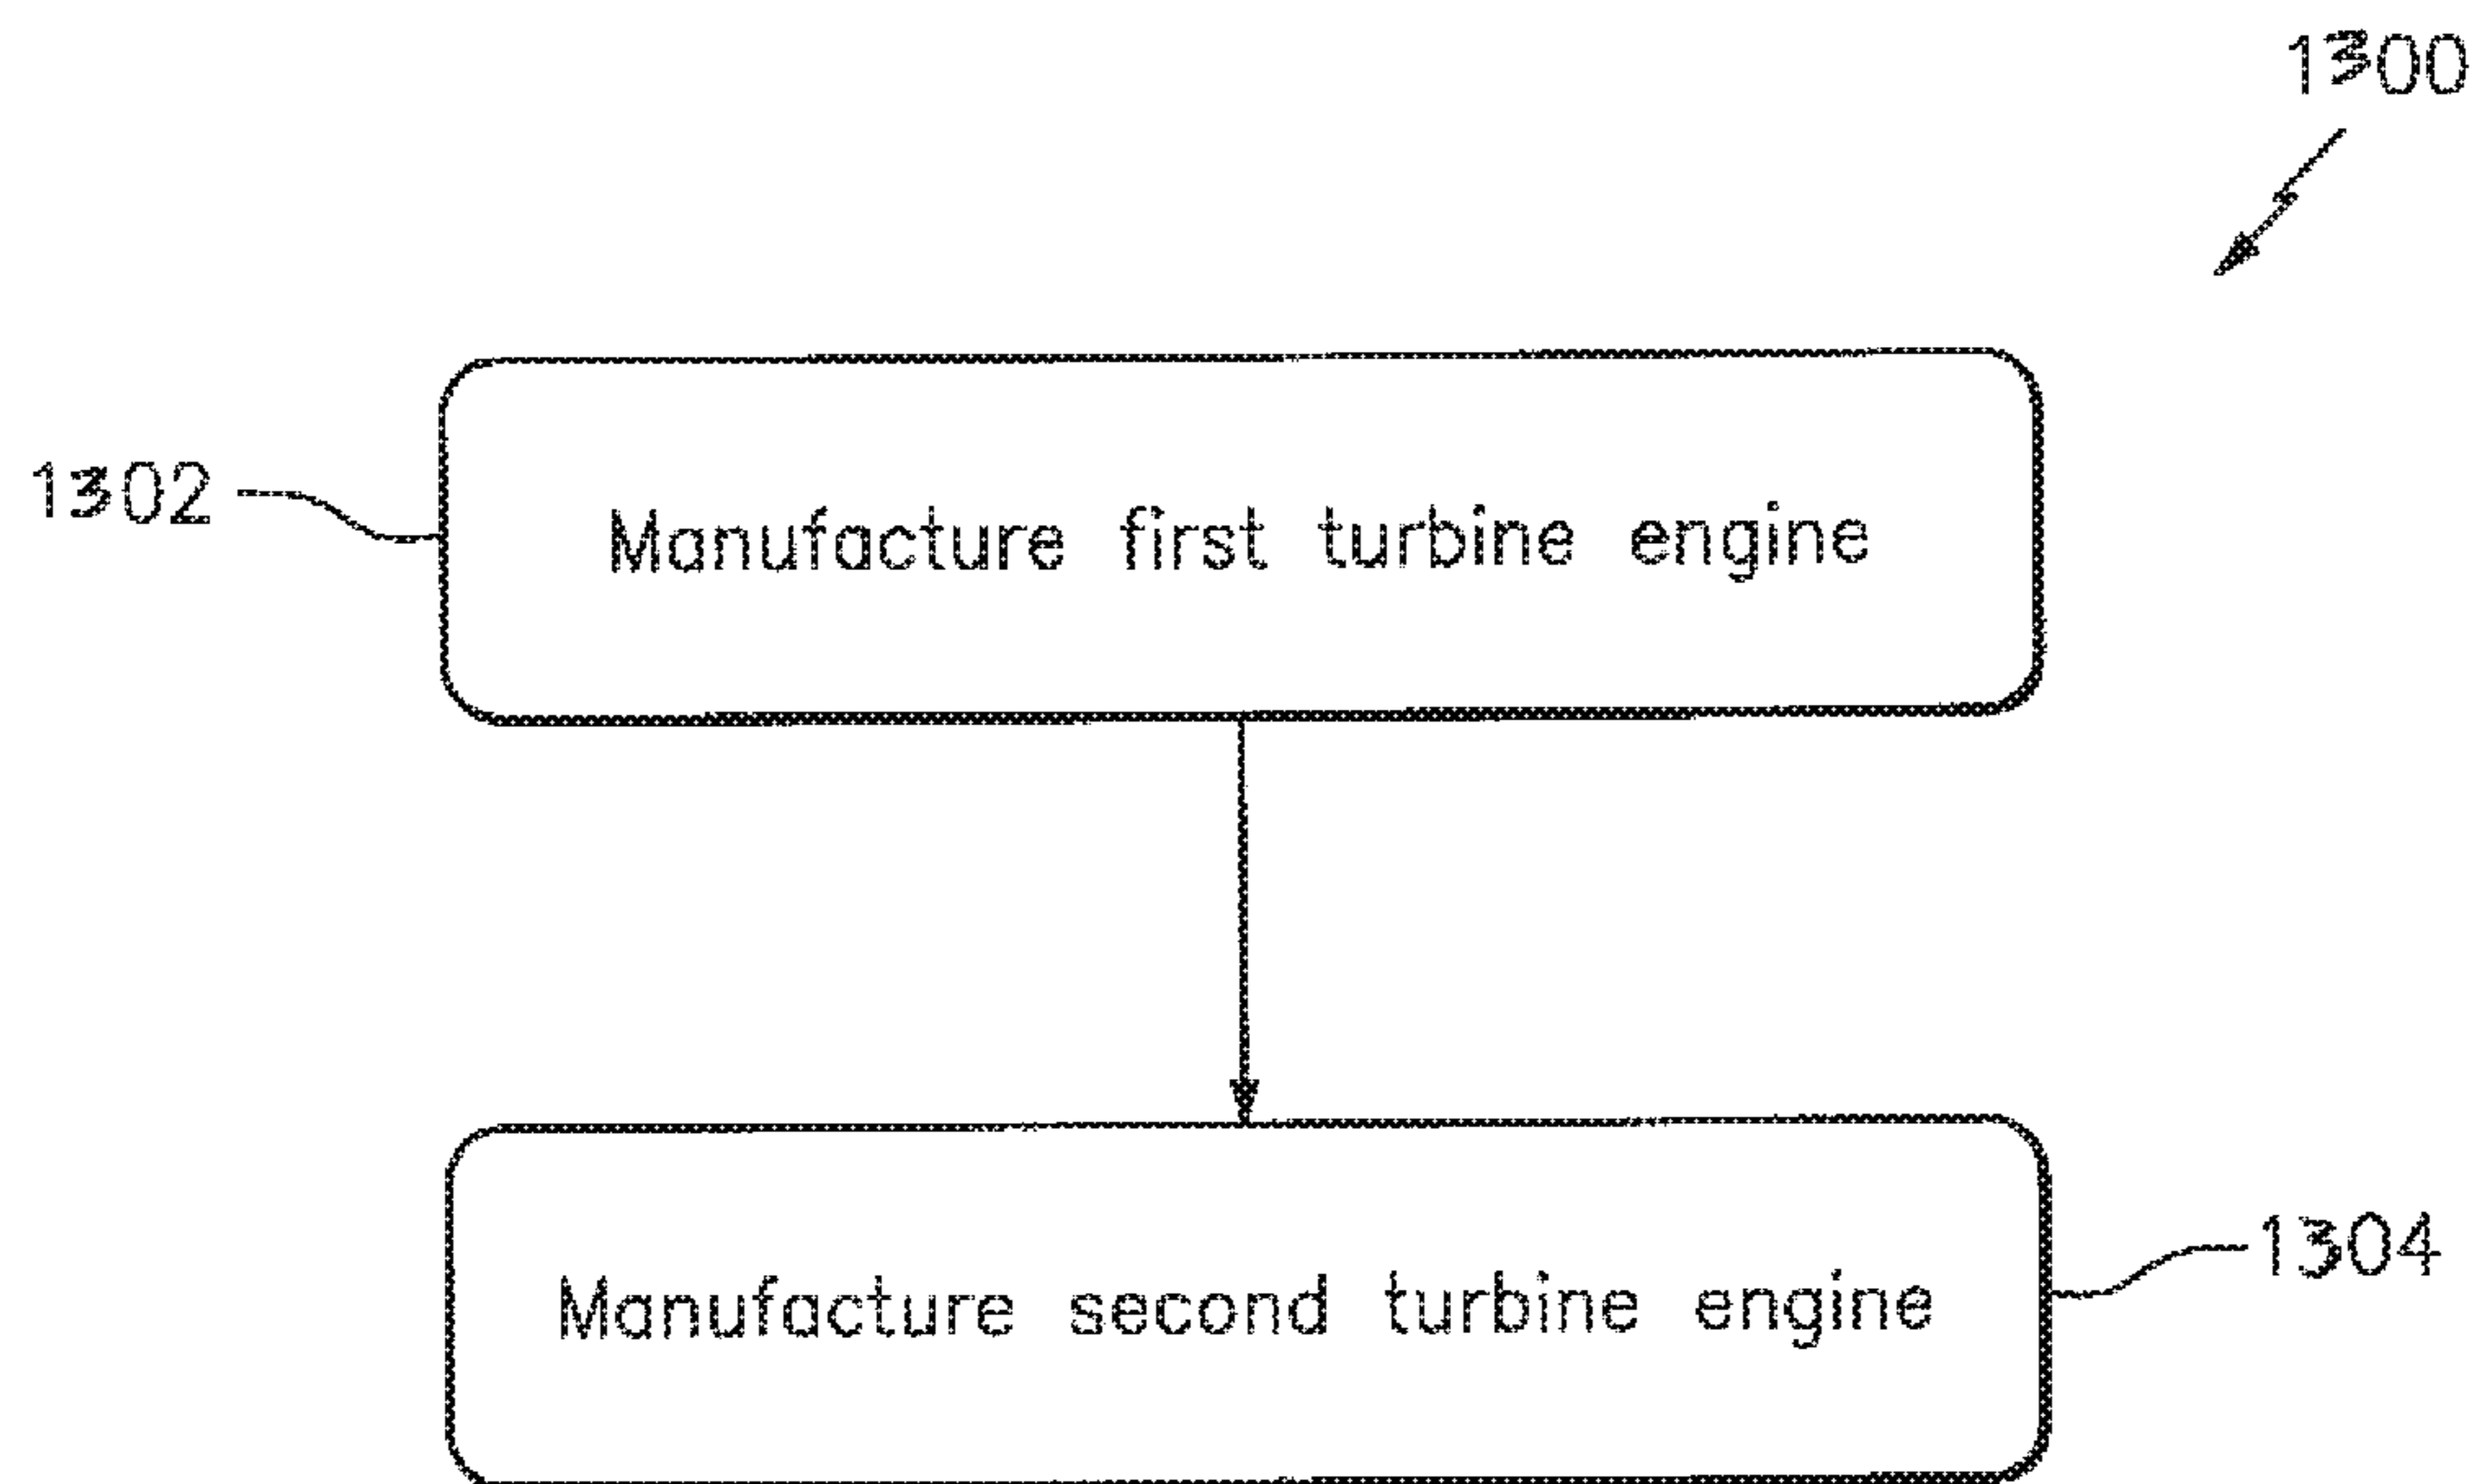 1300
1302
Manufacture first turbine engine
1304
Manufacture second turbine engine